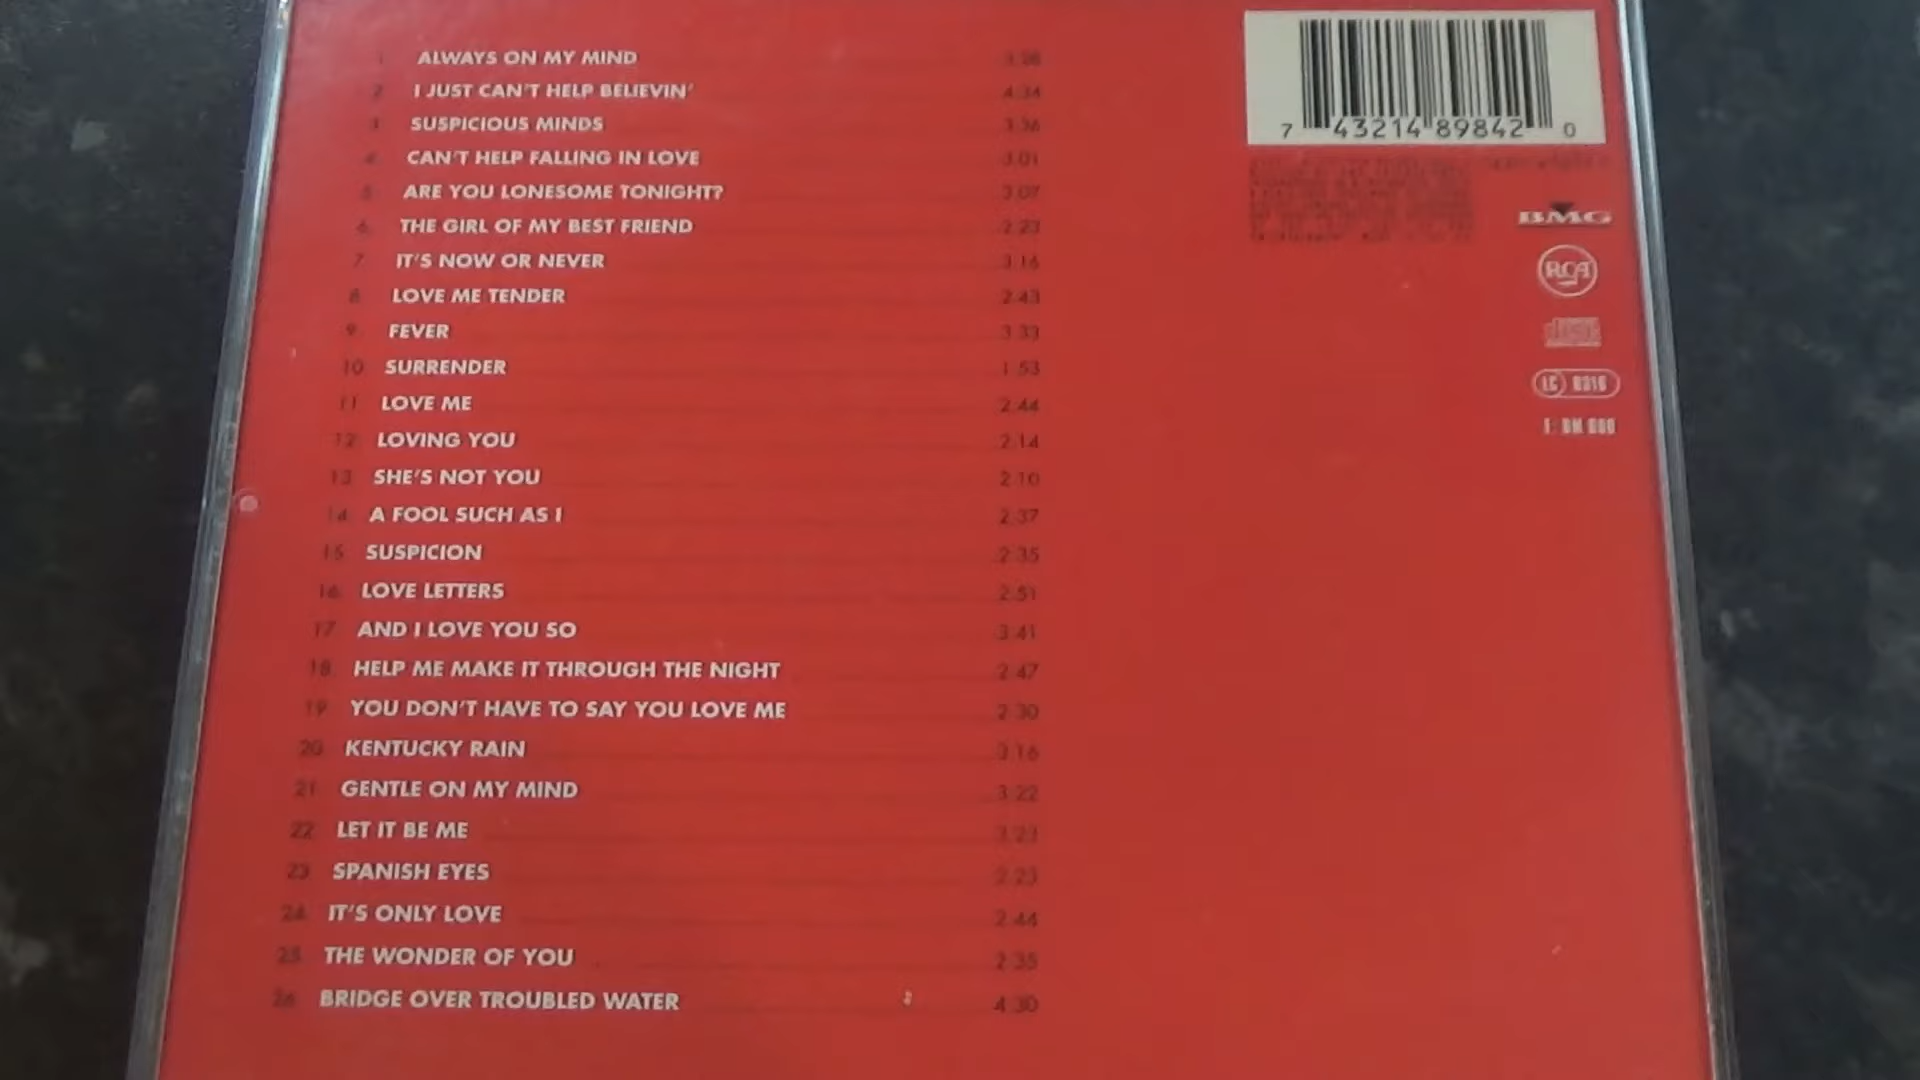 1 ALWAYS ON MY MIND 3:38
2 I JUST CAN'T HELP BELIEVIN' 4:34
3 SUSPICIOUS MINDS 3:36
4 CAN'T HELP FALLING IN LOVE 3:01
5 ARE YOU LONESOME TONIGHT? 3:07
6 THE GIRL OF MY BEST FRIEND 2:23
7 IT'S NOW OR NEVER 3:16
8 LOVE ME TENDER 2:43
9 FEVER 3:33
10 SURRENDER 1:53
11 LOVE ME 2:44
12 LOVING YOU 2:14
13 SHE'S NOT YOU 2:10
14 A FOOL SUCH AS I 2:37
15 SUSPICION 2:35
16 LOVE LETTERS 2:51
17 AND I LOVE YOU SO 3:41
18 HELP ME MAKE IT THROUGH THE NIGHT 2:47
19 YOU DON'T HAVE TO SAY YOU LOVE ME 2:30
20 KENTUCKY RAIN 3:16
21 GENTLE ON MY MIND 3:22
22 LET IT BE ME 3:23
23 SPANISH EYES 2:23
24 IT'S ONLY LOVE 2:44
25 THE WONDER OF YOU 2:35
26 BRIDGE OVER TROUBLED WATER 4:30
7 43214 89842 0
BMG
RCA
LC